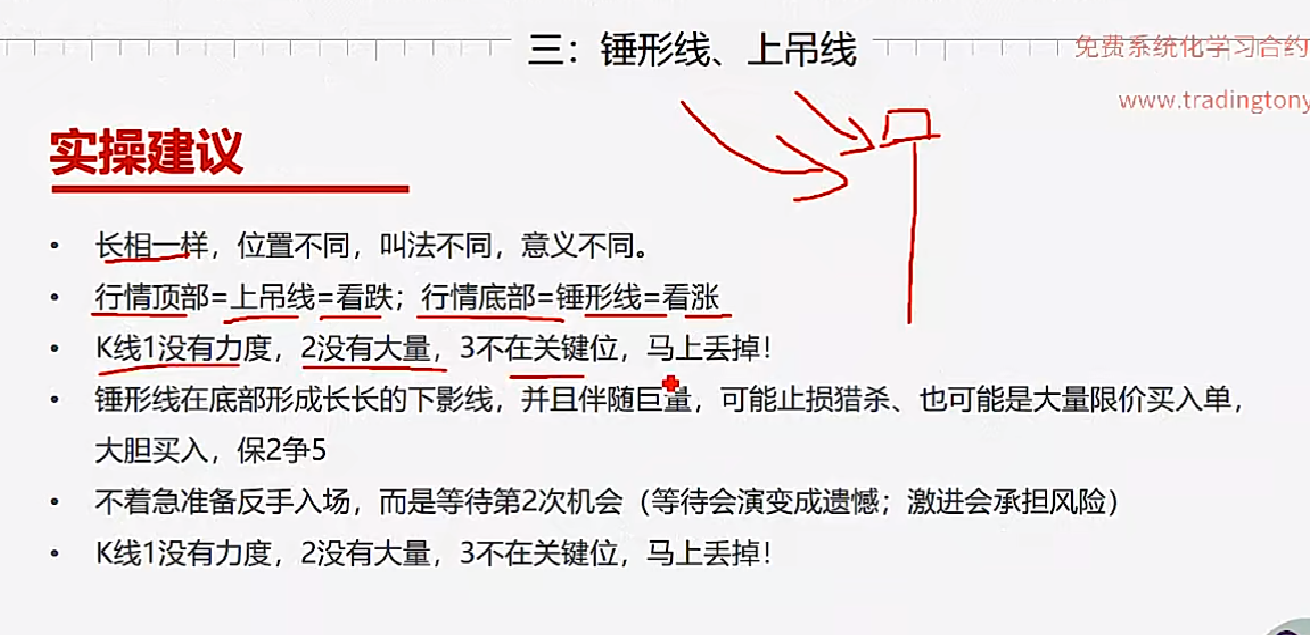 三：锤形线、上吊线
免费系统化学习合约
www.tradingtony
实操建议
• 长相一样，位置不同，叫法不同，意义不同。
• 行情顶部=上吊线=看跌；行情底部=锤形线=看涨
• K线1没有力度，2没有大量，3不在关键位，马上丢掉！
• 锤形线在底部形成长长的下影线，并且伴随巨量，可能止损猎杀、也可能是大量限价买入单，
大胆买入，保2争5
• 不着急准备反手入场，而是等待第2次机会（等待会演变成遗憾；激进会承担风险）
• K线1没有力度，2没有大量，3不在关键位，马上丢掉！